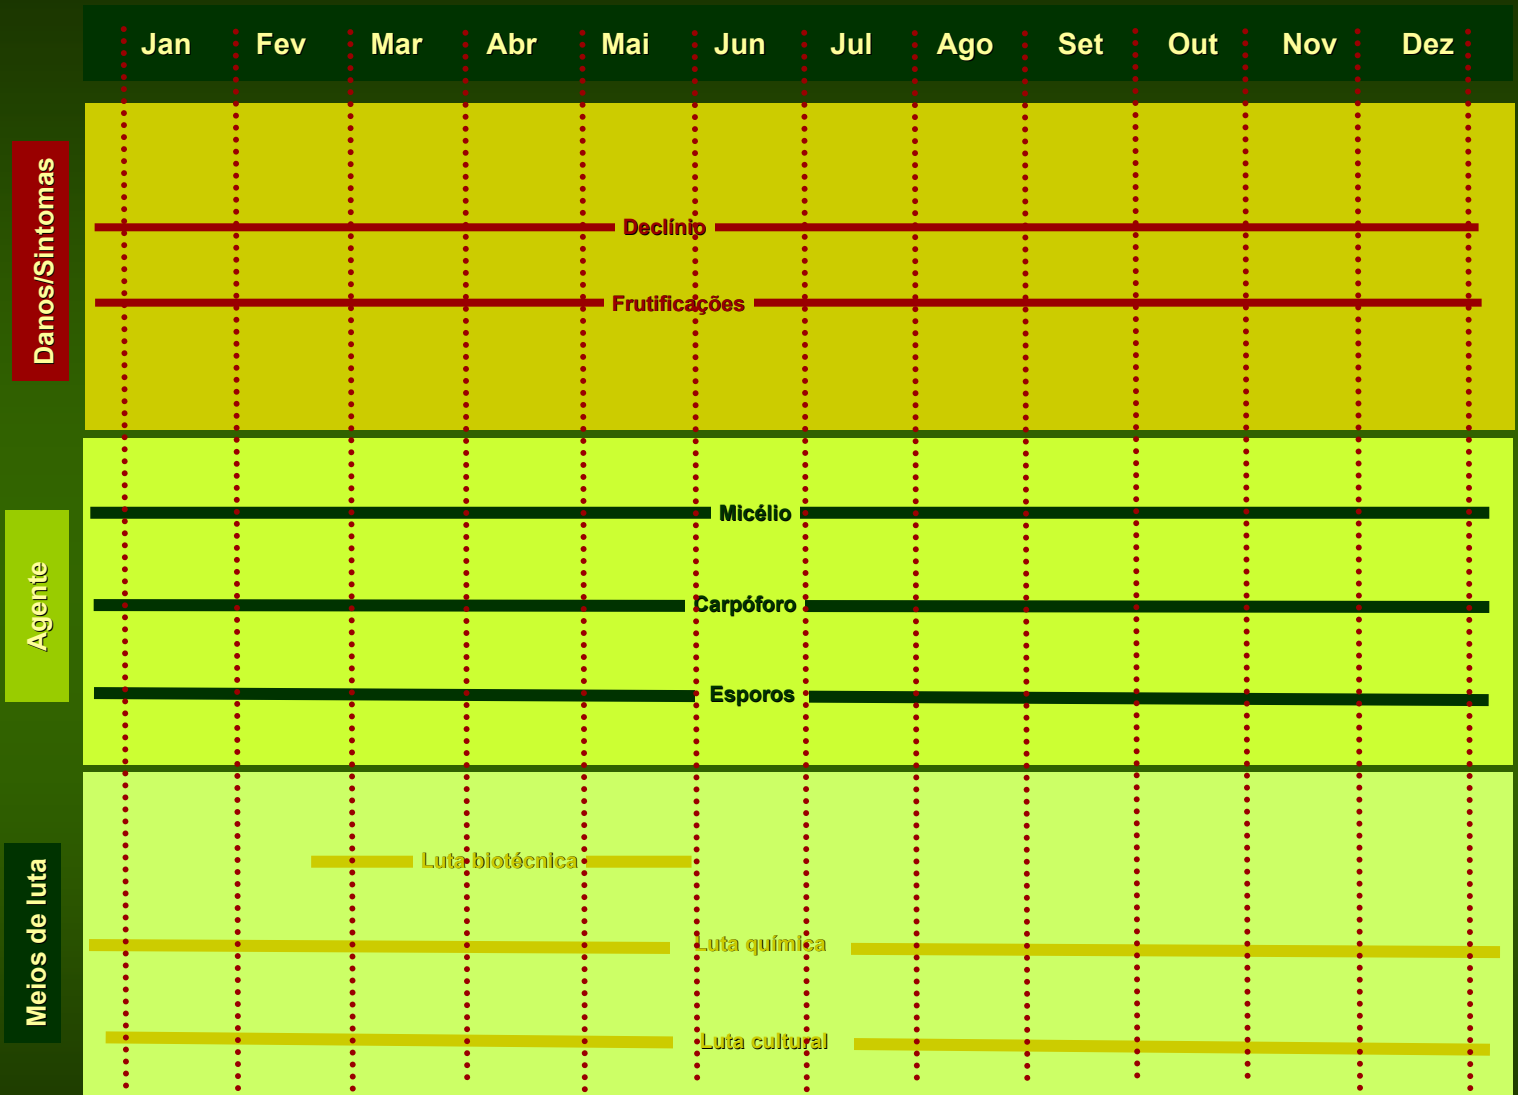 Jan Fev Mar Abr Mai Jun Jul Ago Set Out Nov Dez
Danos/Sintomas
Declínio
Frutificações
Agente
Micélio
Carpóforo
Esporos
Meios de luta
Luta biotécnica
Luta química
Luta cultural